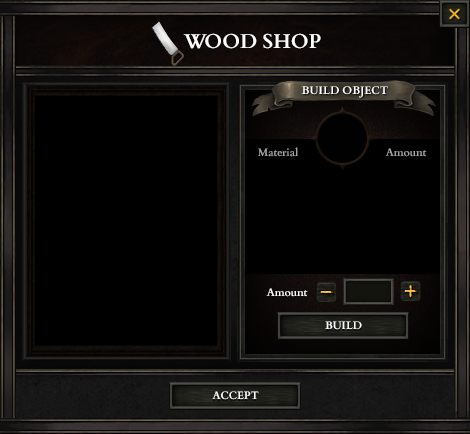 WOOD SHOP
BUILD OBJECT
Material Amount
Amount
BUILD
ACCEPT